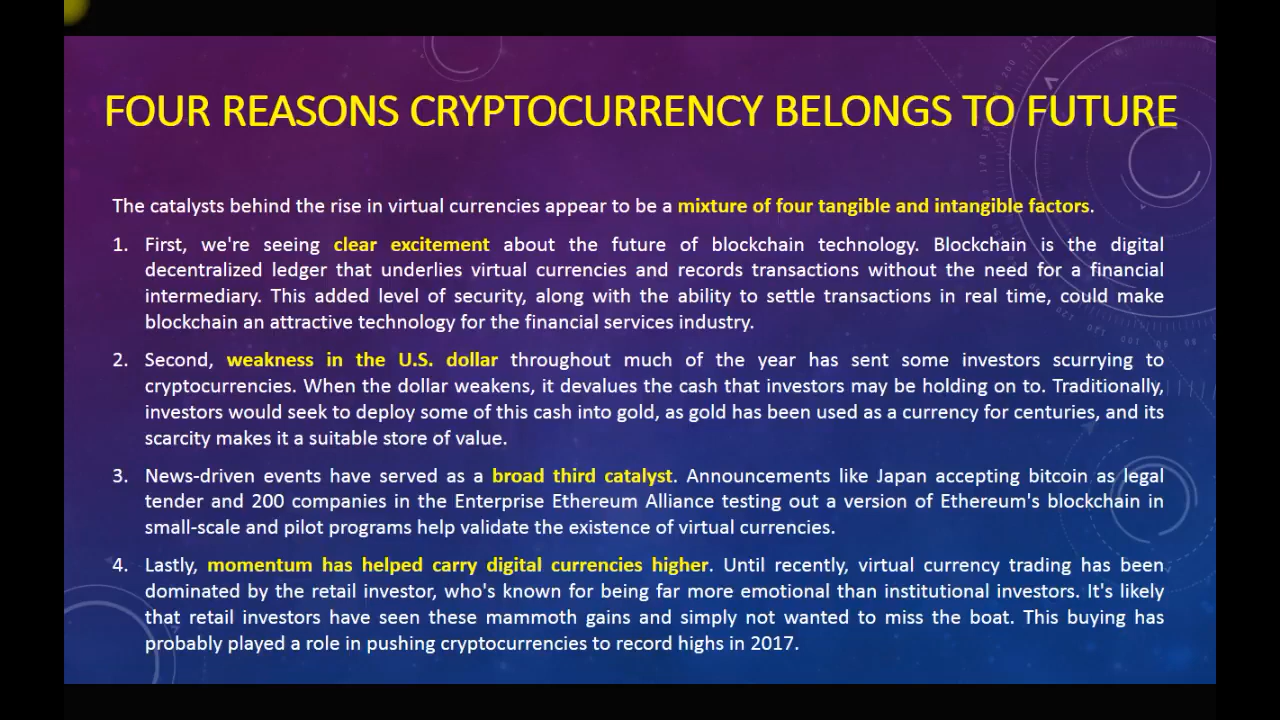 FOUR REASONS CRYPTOCURRENCY BELONGS TO FUTURE
The catalysts behind the rise in virtual currencies appear to be a mixture of four tangible and intangible factors.
1. First, we're seeing clear excitement about the future of blockchain technology. Blockchain is the digital
decentralized ledger that underlies virtual currencies and records transactions without the need for a financial
intermediary. This added level of security, along with the ability to settle transactions in real time, could make
blockchain an attractive technology for the financial services industry.
2. Second, weakness in the U.S. dollar throughout much of the year has sent some investors scurrying to
cryptocurrencies. When the dollar weakens, it devalues the cash that investors may be holding on to. Traditionally,
investors would seek to deploy some of this cash into gold, as gold has been used as a currency for centuries, and its
scarcity makes it a suitable store of value.
3. News-driven events have served as a broad third catalyst. Announcements like Japan accepting bitcoin as legal
tender and 200 companies in the Enterprise Ethereum Alliance testing out a version of Ethereum's blockchain in
small-scale and pilot programs help validate the existence of virtual currencies.
4. Lastly, momentum has helped carry digital currencies higher. Until recently, virtual currency trading has been
dominated by the retail investor, who's known for being far more emotional than institutional investors. It's likely
that retail investors have seen these mammoth gains and simply not wanted to miss the boat. This buying has
probably played a role in pushing cryptocurrencies to record highs in 2017.